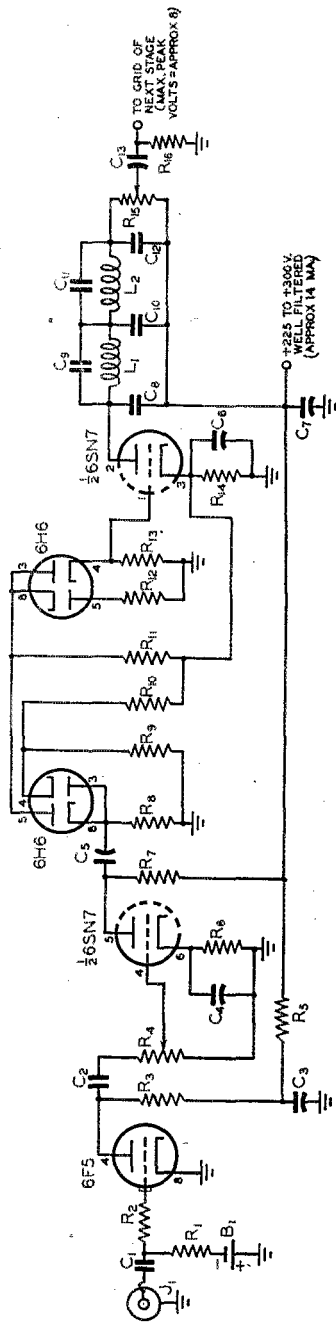 J₁
C₁
R₁
B₁
−
+
R₂
6F5
4
8
C₂
R₃
R₄
C₃
R₅
½6SN7
5
4
6
C₄
R₆
R₇
C₅
6H6
5
4
8
3
R₈
R₉
R₁₀
R₁₁
6H6
8
3
5
4
R₁₂
R₁₃
½6SN7
2
1
3
R₁₄
C₆
C₇
C₈
C₉
L₁
C₁₀
C₁₁
L₂
C₁₂
R₁₅
C₁₃
R₁₆
TO GRID OF
NEXT STAGE
(MAX. PEAK
VOLTS = APPROX 8)
+225 TO +300 V.
WELL FILTERED
(APPROX 14 MA)